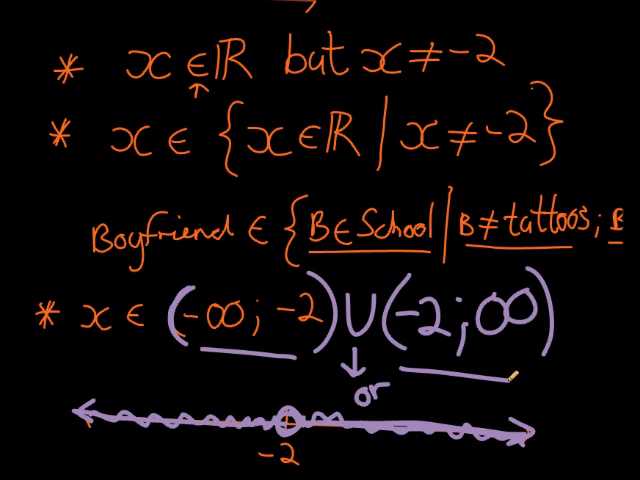 * x ∈ ℝ but x ≠ -2
* x ∈ {x ∈ ℝ | x ≠ -2}
Boyfriend ∈ {B ∈ School | B ≠ tattoos; B
* x ∈ (-∞; -2) ∪ (-2; ∞)
or
-2